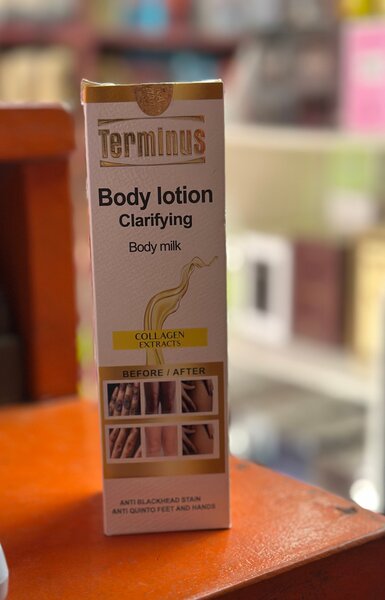 Terminus
Body lotion
Clarifying
Body milk
COLLAGEN
EXTRACTS
BEFORE / AFTER
ANTI BLACKHEAD STAIN
ANTI QUINTO FEET AND HANDS